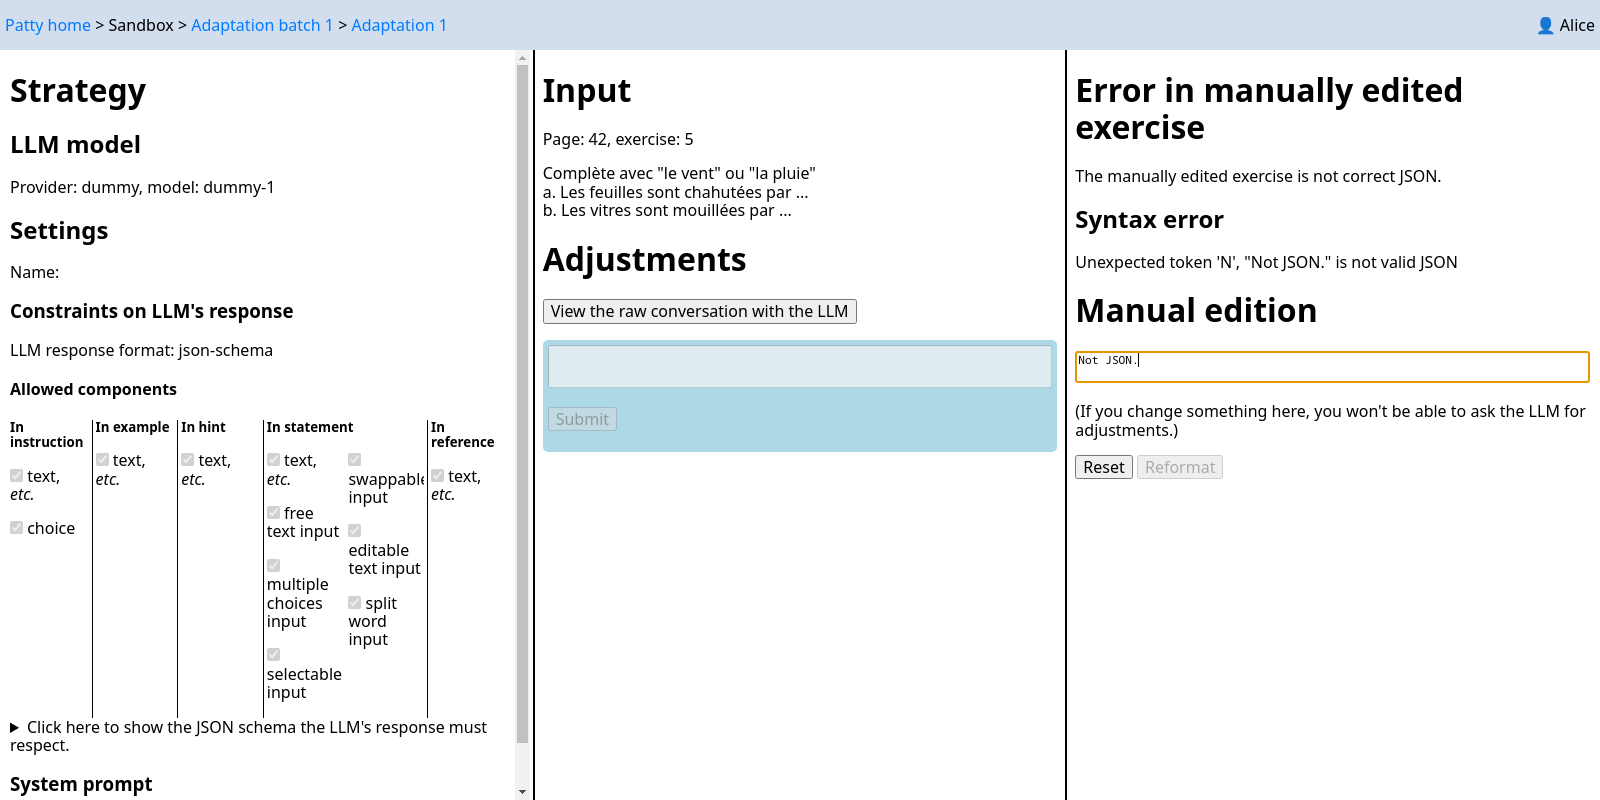 Patty home > Sandbox > Adaptation batch 1 > Adaptation 1
Alice
Strategy
LLM model
Provider: dummy, model: dummy-1
Settings
Name:
Constraints on LLM's response
LLM response format: json-schema
Allowed components
In
instruction
text,
etc.
choice
In example
text,
etc.
In hint
text,
etc.
In statement
text,
etc.
free
text input
multiple
choices
input
selectable
input
swappable
input
editable
text input
split
word
input
In
reference
text,
etc.
Click here to show the JSON schema the LLM's response must
respect.
System prompt
Input
Page: 42, exercise: 5
Complète avec "le vent" ou "la pluie"
a. Les feuilles sont chahutées par ...
b. Les vitres sont mouillées par ...
Adjustments
View the raw conversation with the LLM
Submit
Error in manually edited
exercise
The manually edited exercise is not correct JSON.
Syntax error
Unexpected token 'N', "Not JSON." is not valid JSON
Manual edition
Not JSON.
(If you change something here, you won't be able to ask the LLM for
adjustments.)
Reset Reformat